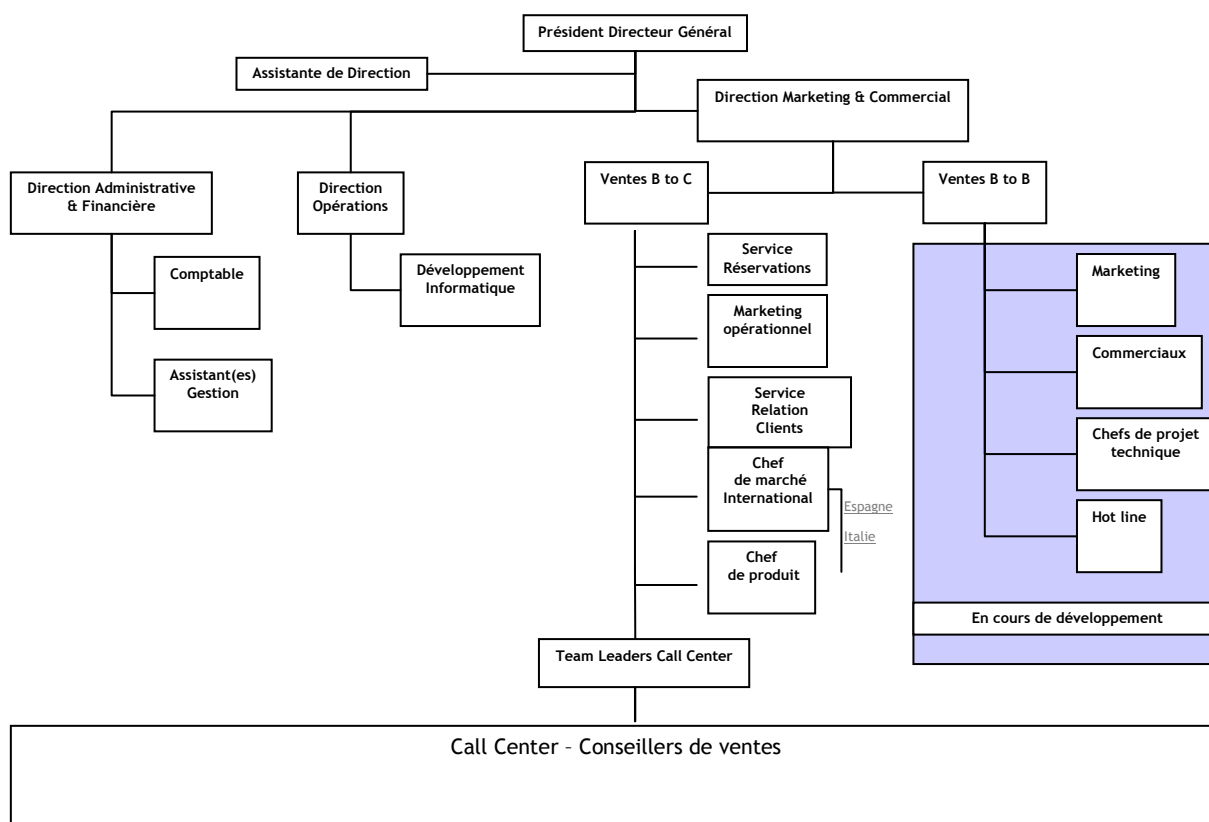 Président Directeur Général
Assistante de Direction
Direction Marketing & Commercial
Direction Administrative
& Financière
Direction
Opérations
Ventes B to C
Ventes B to B
Comptable
Assistant(es)
Gestion
Développement
Informatique
Service
Réservations
Marketing
opérationnel
Service
Relation
Clients
Chef
de marché
International
Espagne
Italie
Chef
de produit
Marketing
Commerciaux
Chefs de projet
technique
Hot line
En cours de développement
Team Leaders Call Center
Call Center – Conseillers de ventes